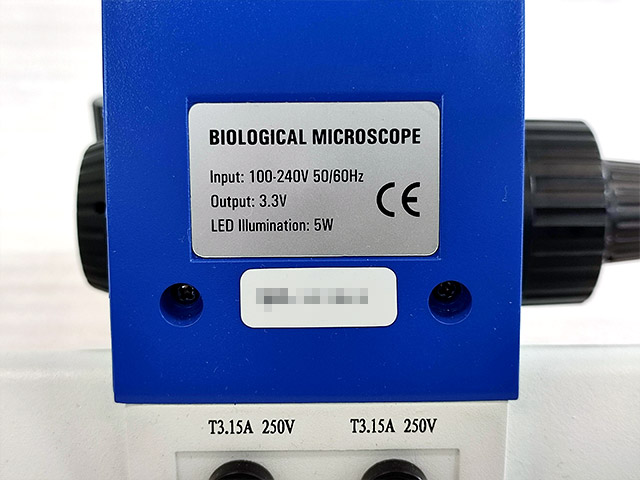 BIOLOGICAL MICROSCOPE
Input: 100-240V 50/60Hz
Output: 3.3V
LED Illumination: 5W
CE
T3.15A 250V T3.15A 250V